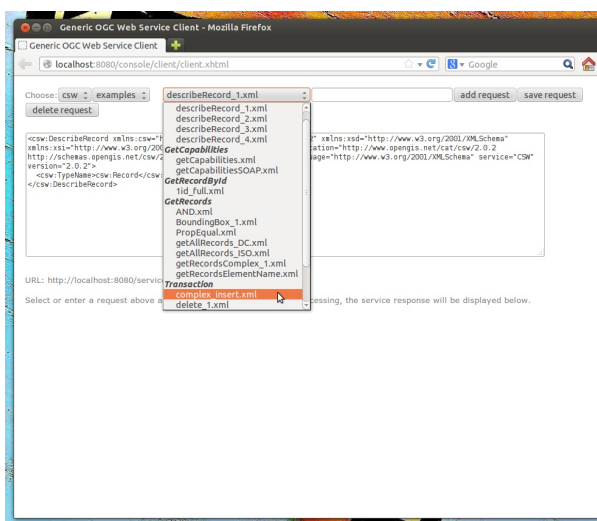 Generic OGC Web Service Client - Mozilla Firefox
Generic OGC Web Service Client
localhost:8080/console/client/client.xhtml
Google
Choose: csw examples describeRecord_1.xml add request save request
delete request
describeRecord_1.xml
describeRecord_2.xml
describeRecord_3.xml
describeRecord_4.xml
GetCapabilities
getCapabilities.xml
getCapabilitiesSOAP.xml
GetRecordById
1id_full.xml
GetRecords
AND.xml
BoundingBox_1.xml
PropEqual.xml
getAllRecords_DC.xml
getAllRecords_ISO.xml
getRecordsComplex_1.xml
getRecordsElementName.xml
Transaction
complex_insert.xml
delete_1.xml
<csw:DescribeRecord xmlns:csw="h 2" xmlns:xsd="http://www.w3.org/2001/XMLSchema"
xmlns:xsi="http://www.w3.org/200 cation="http://www.opengis.net/cat/csw/2.0.2
http://schemas.opengis.net/csw/2 uage="http://www.w3.org/2001/XMLSchema" service="CSW"
version="2.0.2">
<csw:TypeName>csw:Record</csw:
</csw:DescribeRecord>
URL: http://localhost:8080/servic
Select or enter a request above a cessing, the service response will be displayed below.